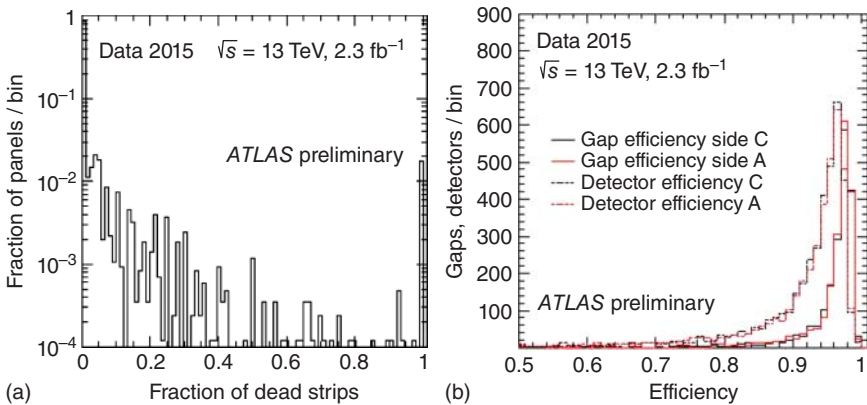 Data 2015 √s = 13 TeV, 2.3 fb⁻¹
ATLAS preliminary
1
10⁻¹
10⁻²
10⁻³
10⁻⁴
Fraction of panels / bin
0 0.2 0.4 0.6 0.8 1
Fraction of dead strips
(a)
Data 2015
√s = 13 TeV, 2.3 fb⁻¹
Gap efficiency side C
Gap efficiency side A
Detector efficiency C
Detector efficiency A
ATLAS preliminary
900
800
700
600
500
400
300
200
100
Gaps, detectors / bin
0.5 0.6 0.7 0.8 0.9 1
Efficiency
(b)